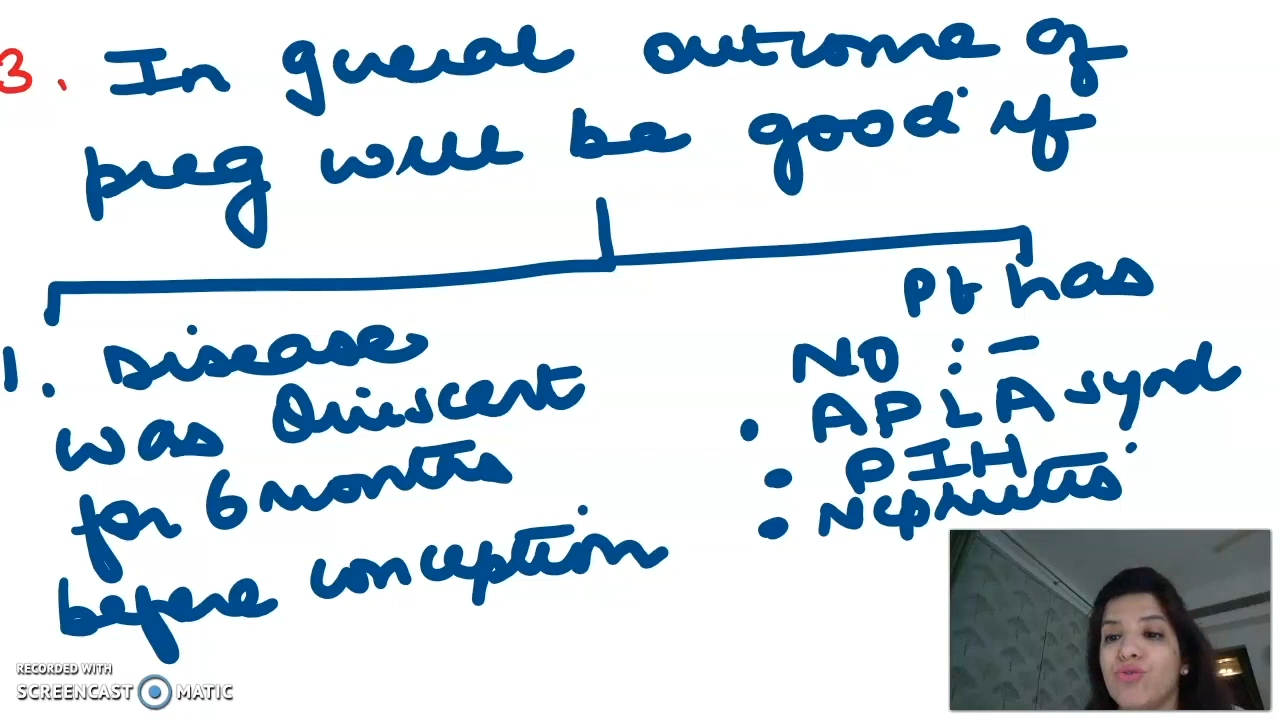 3. In general outcome of
preg will be good if
1. Disease
was Quiescent
for 6 months
before conception
Pt has
NO : -
• APLA synd
• PIH
• Nephritis
RECORDED WITH
SCREENCAST MATIC